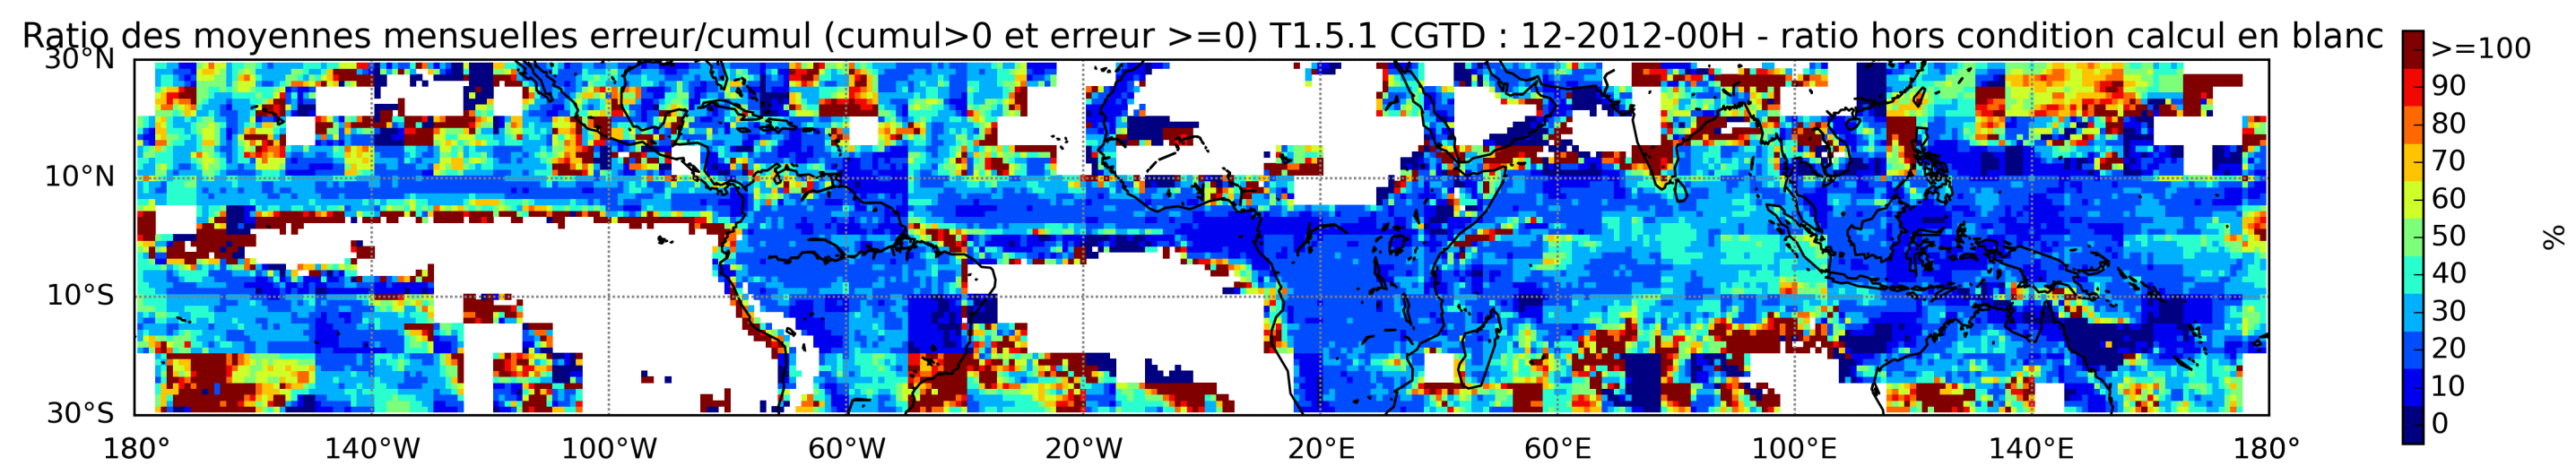 Ratio des moyennes mensuelles erreur/cumul (cumul>0 et erreur >=0) T1.5.1 CGTD : 12-2012-00H - ratio hors condition calcul en blanc
30°N
10°N
10°S
30°S
180°
140°W
100°W
60°W
20°W
20°E
60°E
100°E
140°E
180°
>=100
90
80
70
60
50
40
30
20
10
0
%